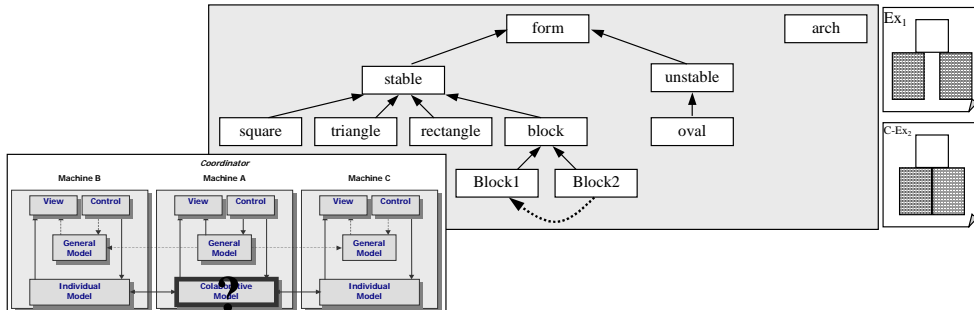 form
arch
Ex1
stable
unstable
square
triangle
rectangle
block
oval
C-Ex2
Block1
Block2
Coordinator
Machine B
Machine A
Machine C
View
Control
View
Control
View
Control
General
Model
General
Model
General
Model
Individual
Model
Colaborative
Model
Individual
Model
?